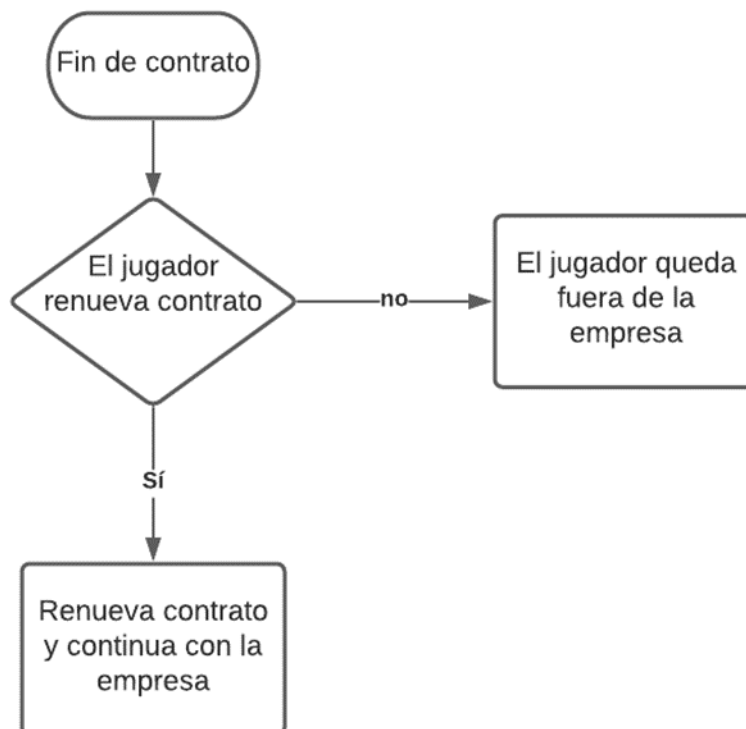 Fin de contrato
El jugador
renueva contrato
no
El jugador queda
fuera de la
empresa
Sí
Renueva contrato
y continua con la
empresa